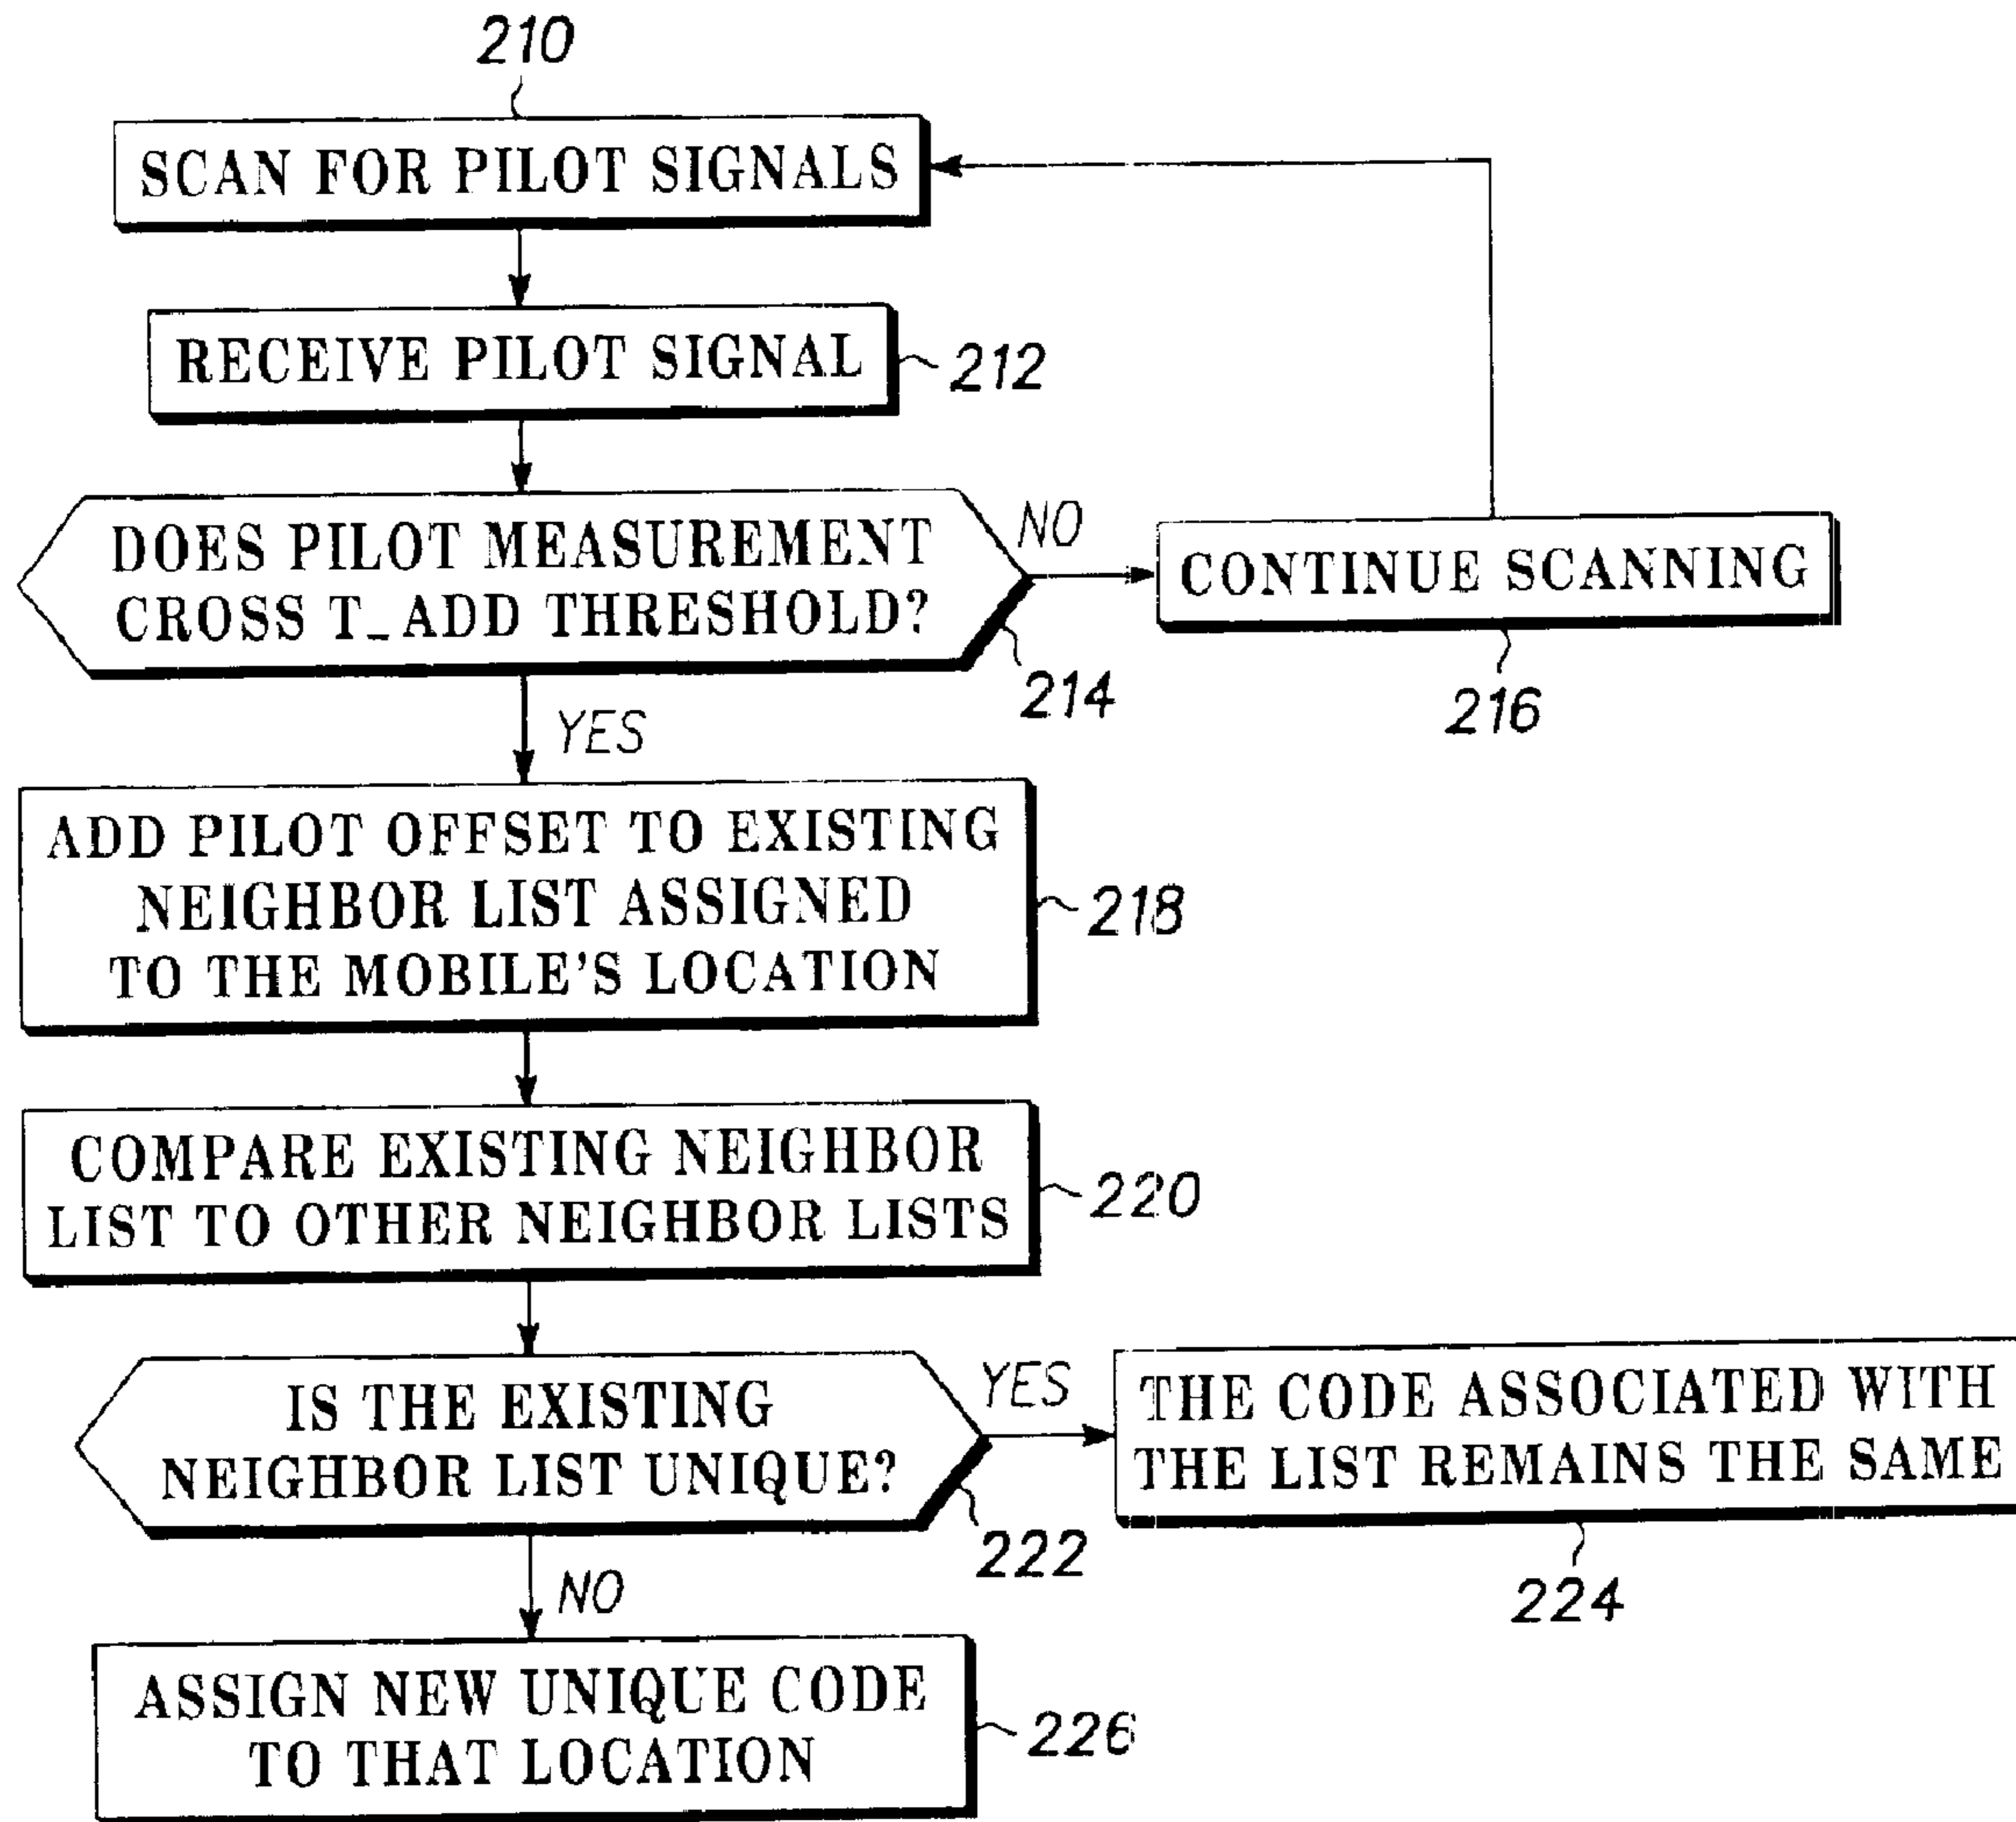 210
SCAN FOR PILOT SIGNALS
RECEIVE PILOT SIGNAL
212
DOES PILOT MEASUREMENT
CROSS T_ADD THRESHOLD?
NO
CONTINUE SCANNING
214
216
YES
ADD PILOT OFFSET TO EXISTING
NEIGHBOR LIST ASSIGNED
TO THE MOBILE'S LOCATION
218
COMPARE EXISTING NEIGHBOR
LIST TO OTHER NEIGHBOR LISTS
220
IS THE EXISTING
NEIGHBOR LIST UNIQUE?
YES
THE CODE ASSOCIATED WITH
THE LIST REMAINS THE SAME
222
224
NO
ASSIGN NEW UNIQUE CODE
TO THAT LOCATION
226